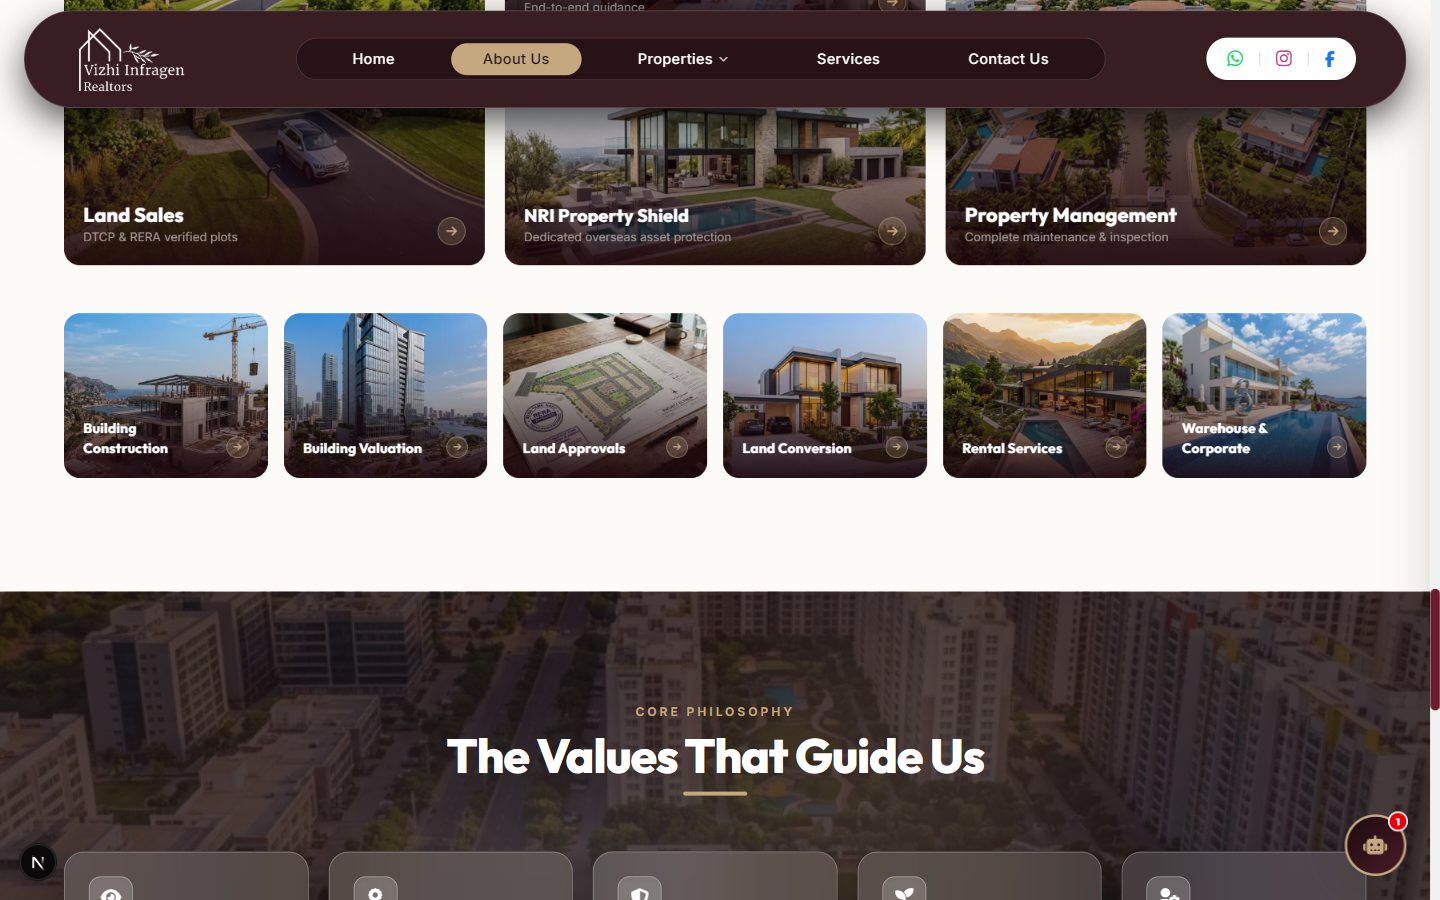 End-to-end guidance
Vizhi Infragen
Realtors
Home
About Us
Properties
Services
Contact Us
Land Sales
DTCP & RERA verified plots
NRI Property Shield
Dedicated overseas asset protection
Property Management
Complete maintenance & inspection
Building
Construction
Building Valuation
RERA
Land Approvals
Land Conversion
Rental Services
Warehouse &
Corporate
CORE PHILOSOPHY
The Values That Guide Us
N
1